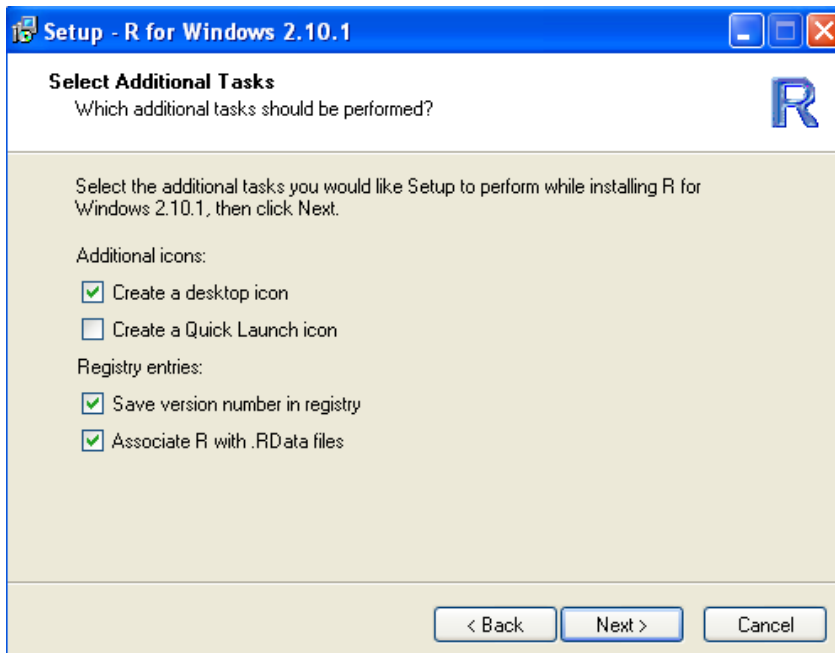 Setup - R for Windows 2.10.1
Select Additional Tasks
Which additional tasks should be performed?
R
Select the additional tasks you would like Setup to perform while installing R for
Windows 2.10.1, then click Next.
Additional icons:
Create a desktop icon
Create a Quick Launch icon
Registry entries:
Save version number in registry
Associate R with .RData files
< Back Next > Cancel